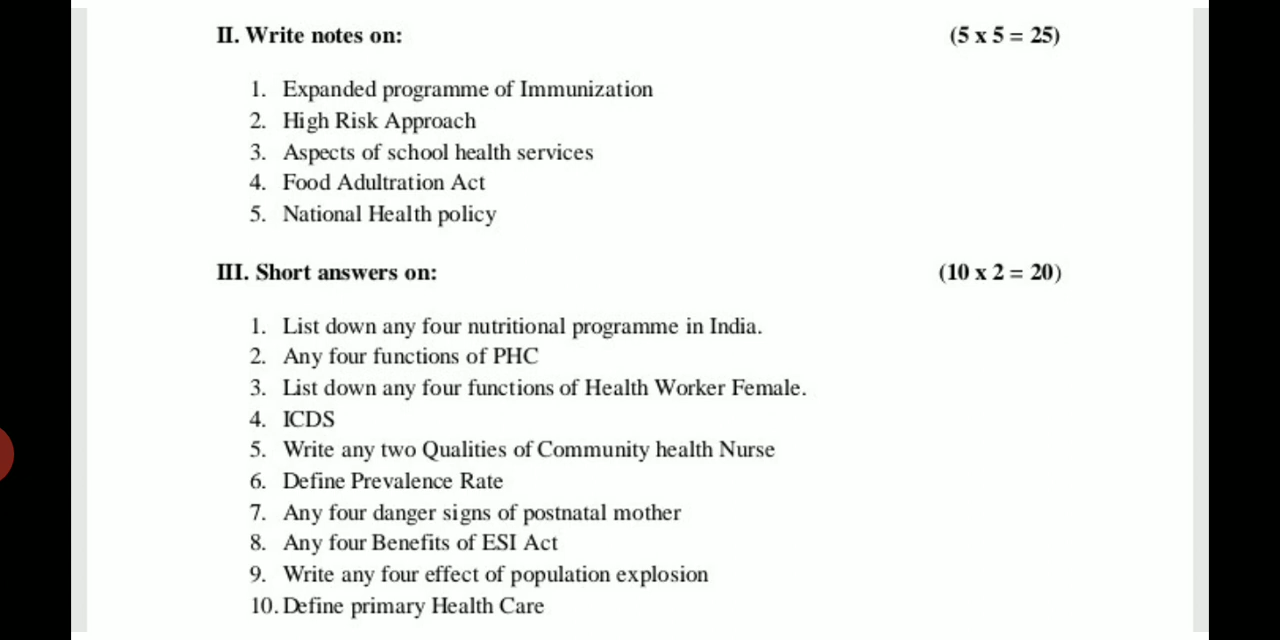 II. Write notes on: (5 x 5 = 25)
1. Expanded programme of Immunization
2. High Risk Approach
3. Aspects of school health services
4. Food Adultration Act
5. National Health policy
III. Short answers on: (10 x 2 = 20)
1. List down any four nutritional programme in India.
2. Any four functions of PHC
3. List down any four functions of Health Worker Female.
4. ICDS
5. Write any two Qualities of Community health Nurse
6. Define Prevalence Rate
7. Any four danger signs of postnatal mother
8. Any four Benefits of ESI Act
9. Write any four effect of population explosion
10. Define primary Health Care